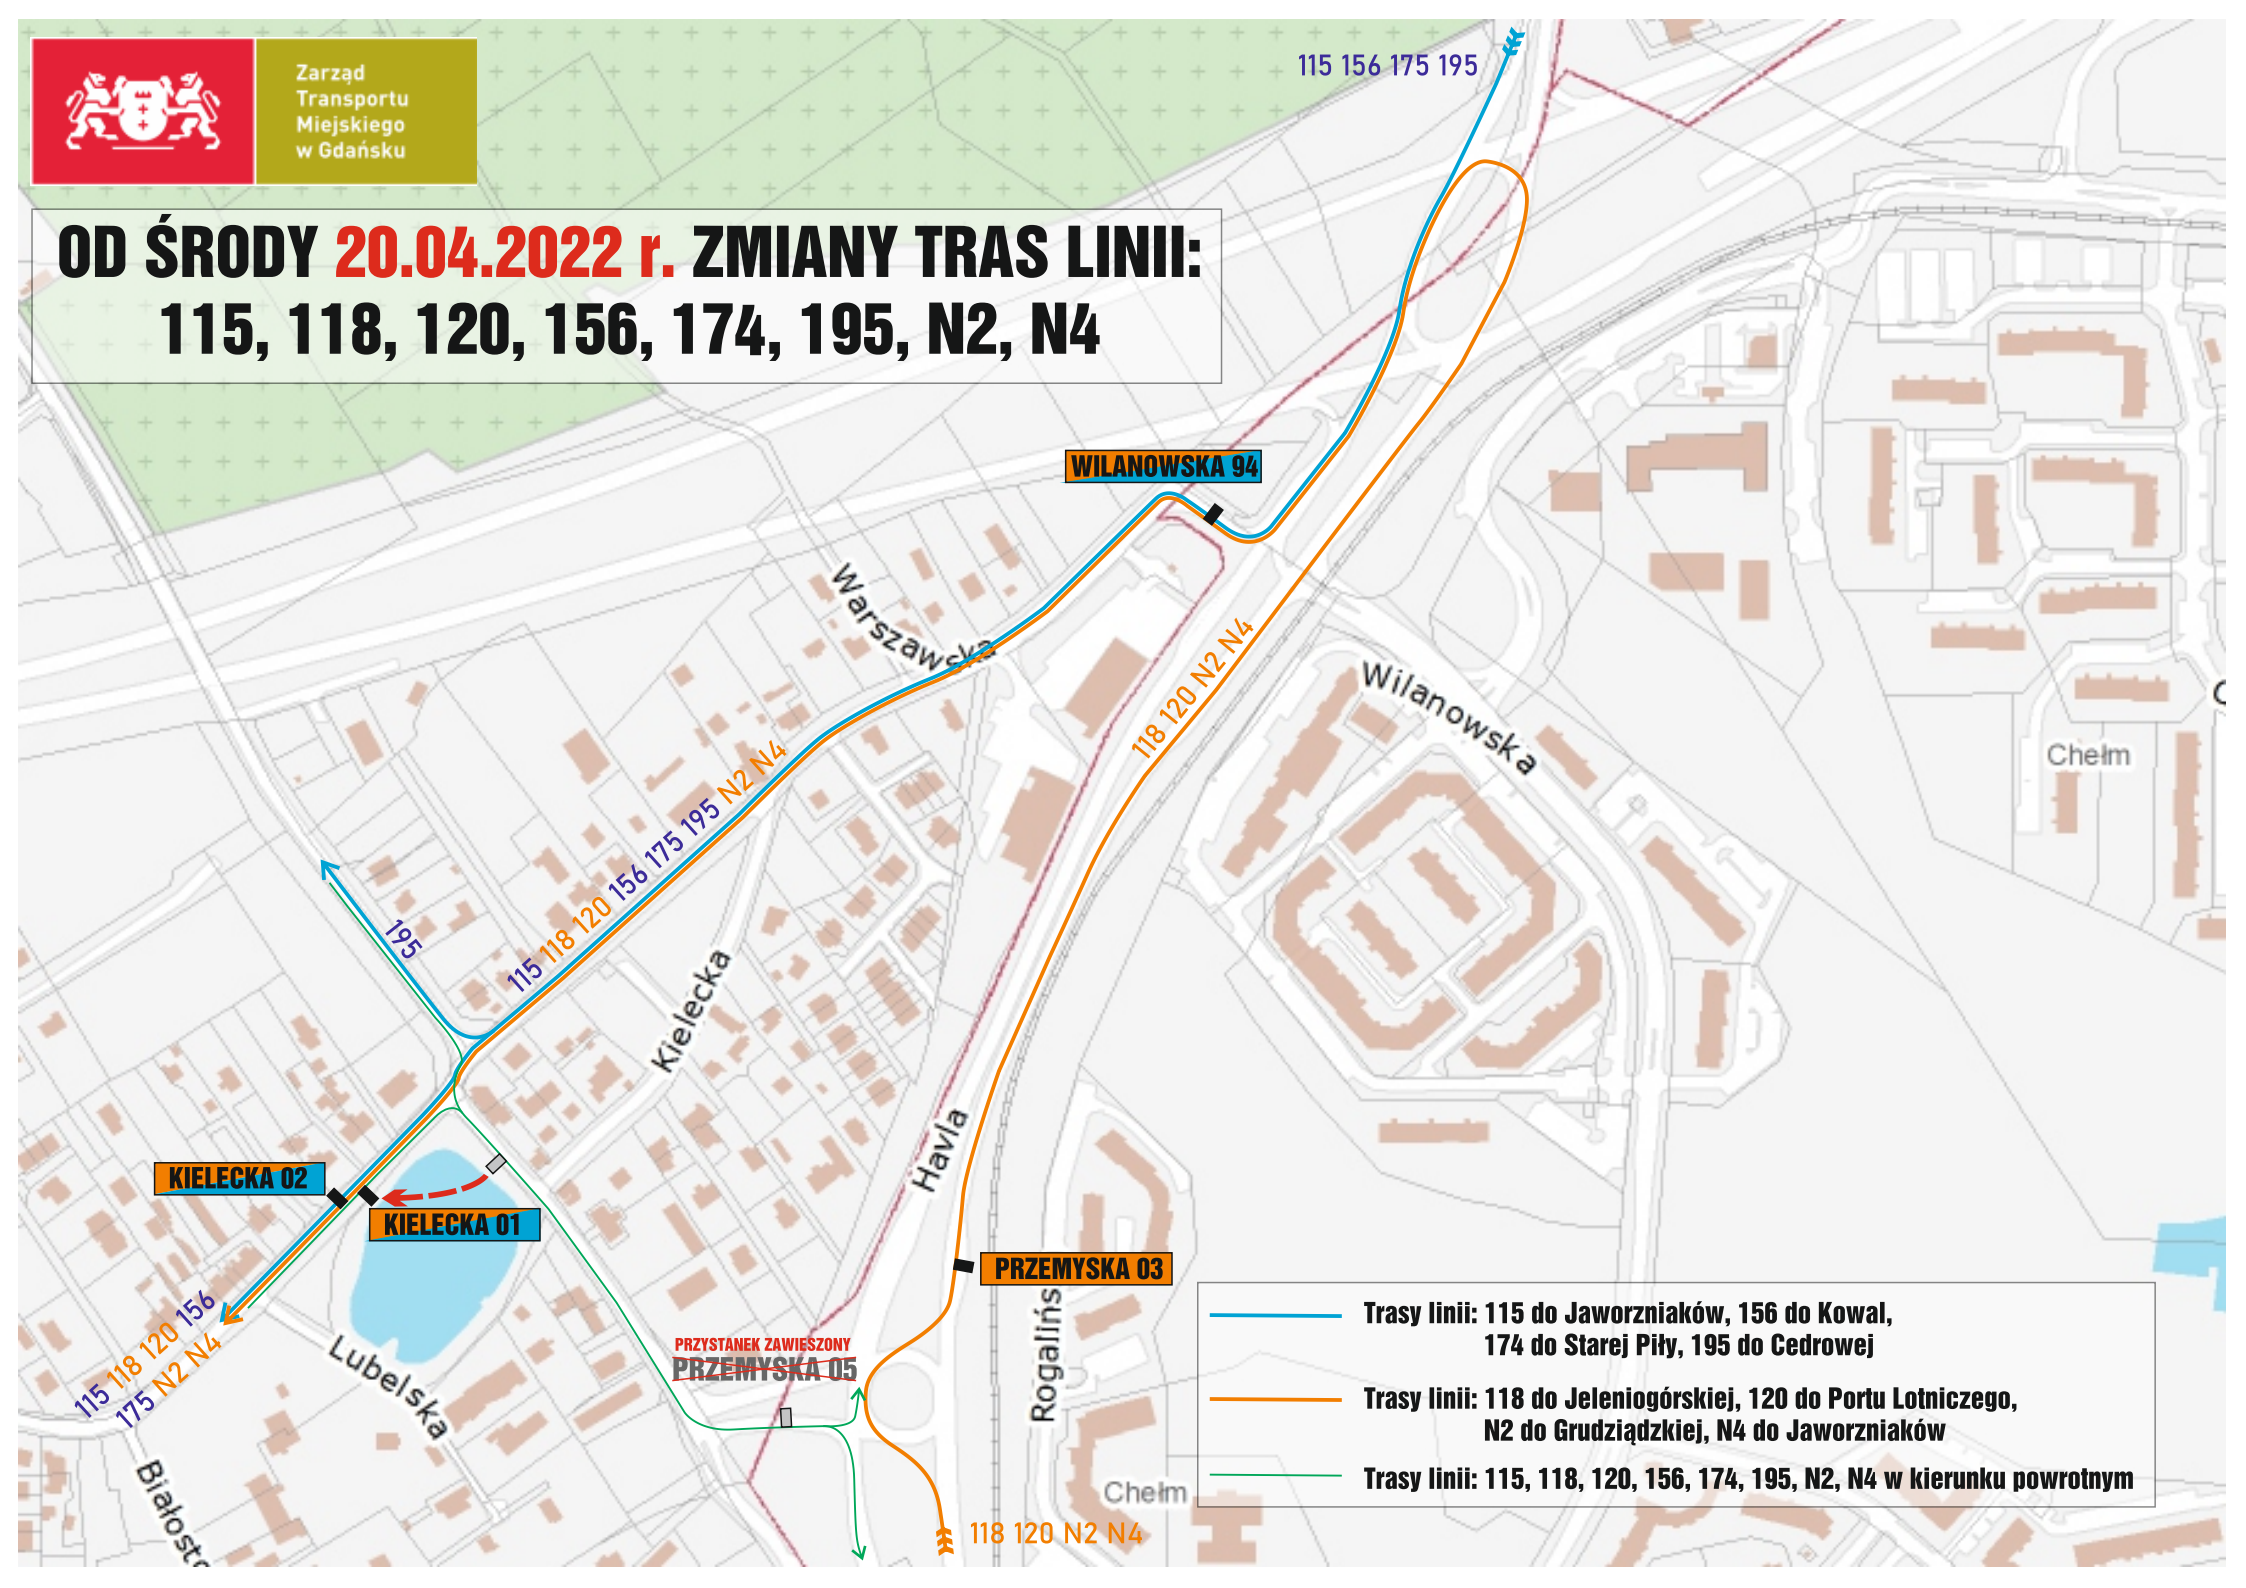 Zarząd
Transportu
Miejskiego
w Gdańsku
115 156 175 195
OD ŚRODY 20.04.2022 r. ZMIANY TRAS LINII:
115, 118, 120, 156, 174, 195, N2, N4
WILANOWSKA 94
Warszawska
118 120 N2 N4
Wilanowska
Chełm
115 118 120 156 175 195 N2 N4
195
Kielecka
Havla
KIELECKA 02
KIELECKA 01
PRZEMYSKA 03
115 118 120 156
175 N2 N4
Lubelska
PRZYSTANEK ZAWIESZONY
PRZEMYSKA 05
Rogalińs
Białosto
Chełm
118 120 N2 N4
Trasy linii: 115 do Jaworzniaków, 156 do Kowal,
174 do Starej Piły, 195 do Cedrowej
Trasy linii: 118 do Jeleniogórskiej, 120 do Portu Lotniczego,
N2 do Grudziądzkiej, N4 do Jaworzniaków
Trasy linii: 115, 118, 120, 156, 174, 195, N2, N4 w kierunku powrotnym